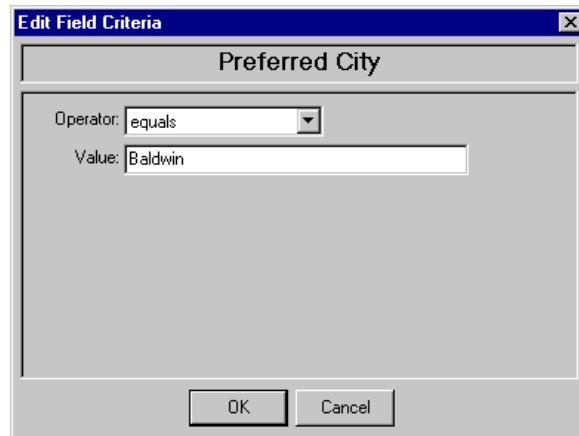 Edit Field Criteria
Preferred City
Operator: equals
Value: Baldwin
OK Cancel